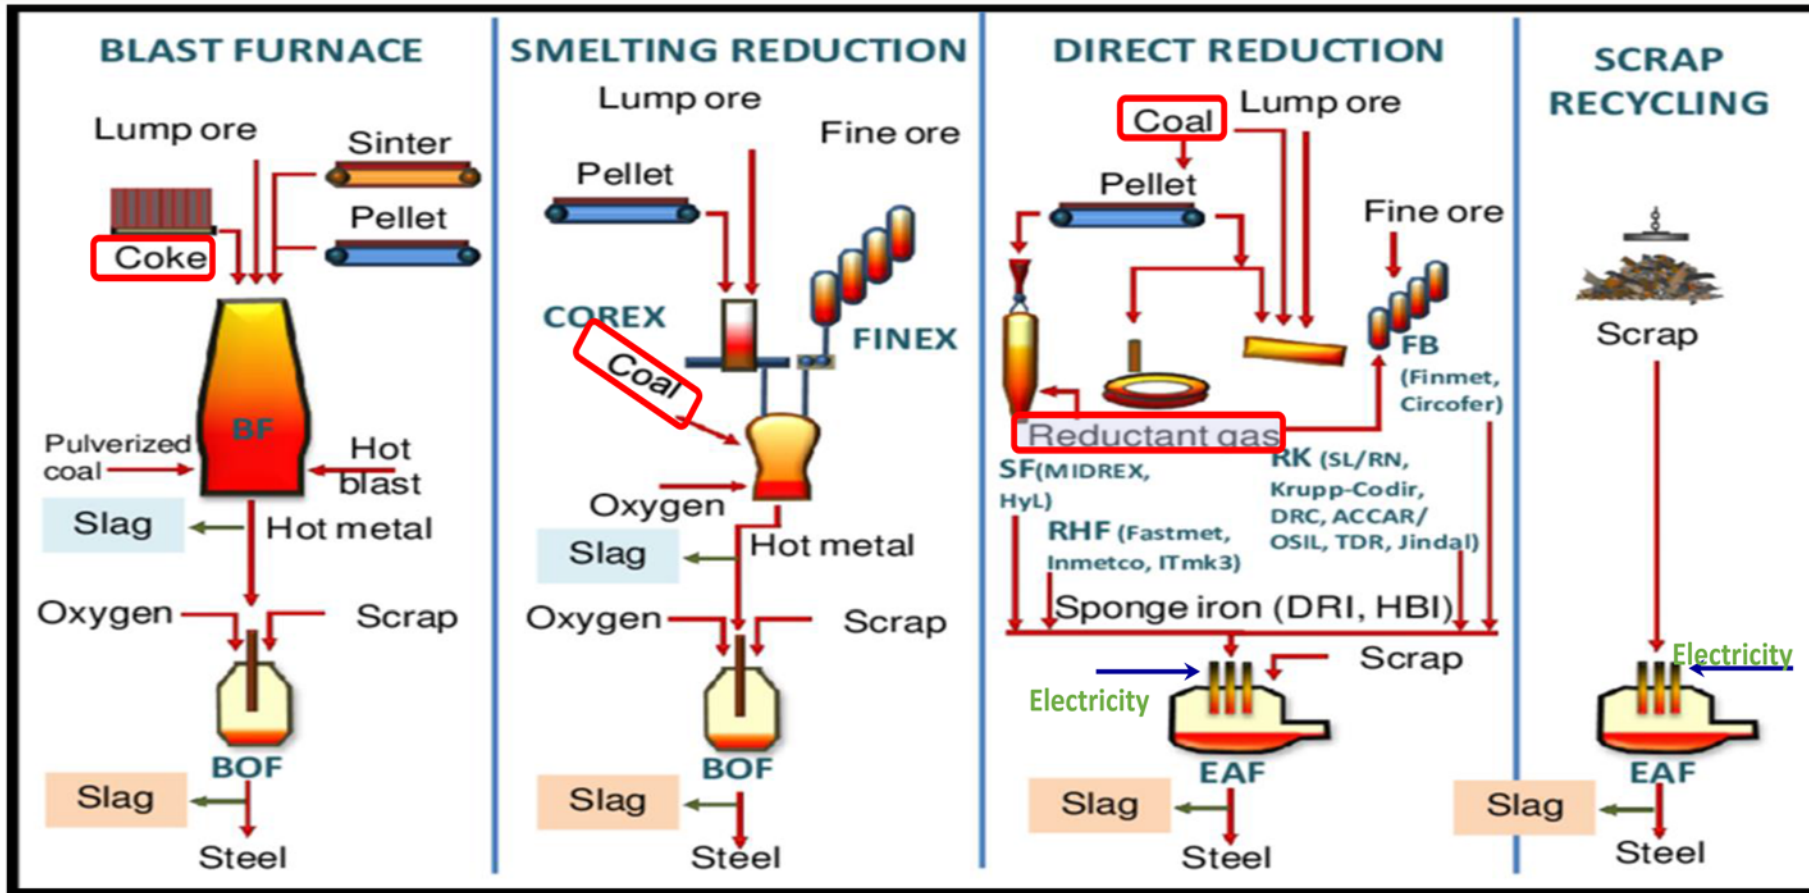 BLAST FURNACE
Lump ore
Sinter
Pellet
Coke
BF
Pulverized
coal
Hot
blast
Slag
Hot metal
Oxygen
Scrap
BOF
Slag
Steel
SMELTING REDUCTION
Lump ore
Fine ore
Pellet
COREX
FINEX
Coal
Oxygen
Slag
Hot metal
Oxygen
Scrap
BOF
Slag
Steel
DIRECT REDUCTION
Coal
Lump ore
Pellet
Fine ore
FB
(Finmet,
Circofer)
Reductant gas
SF(MIDREX,
HyL)
RK (SL/RN,
Krupp-Codir,
DRC, ACCAR/
OSIL, TDR, Jindal)
RHF (Fastmet,
Inmetco, ITmk3)
Sponge iron (DRI, HBI)
Scrap
Electricity
EAF
Slag
Steel
SCRAP
RECYCLING
Scrap
Electricity
EAF
Slag
Steel